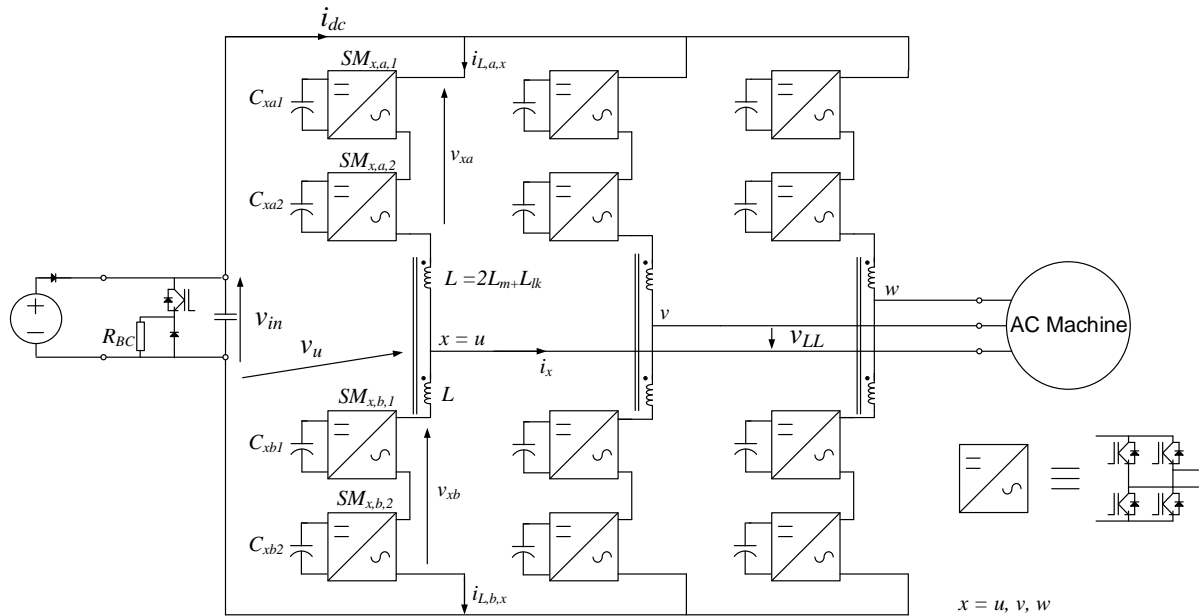 i_dc
SM_x,a,1
i_L,a,x
C_xa1
v_xa
SM_x,a,2
C_xa2
L =2L_m+L_lk
w
v
AC Machine
R_BC
v_in
v_u
x = u
i_x
v_LL
L
SM_x,b,1
C_xb1
v_xb
SM_x,b,2
C_xb2
i_L,b,x
x = u, v, w